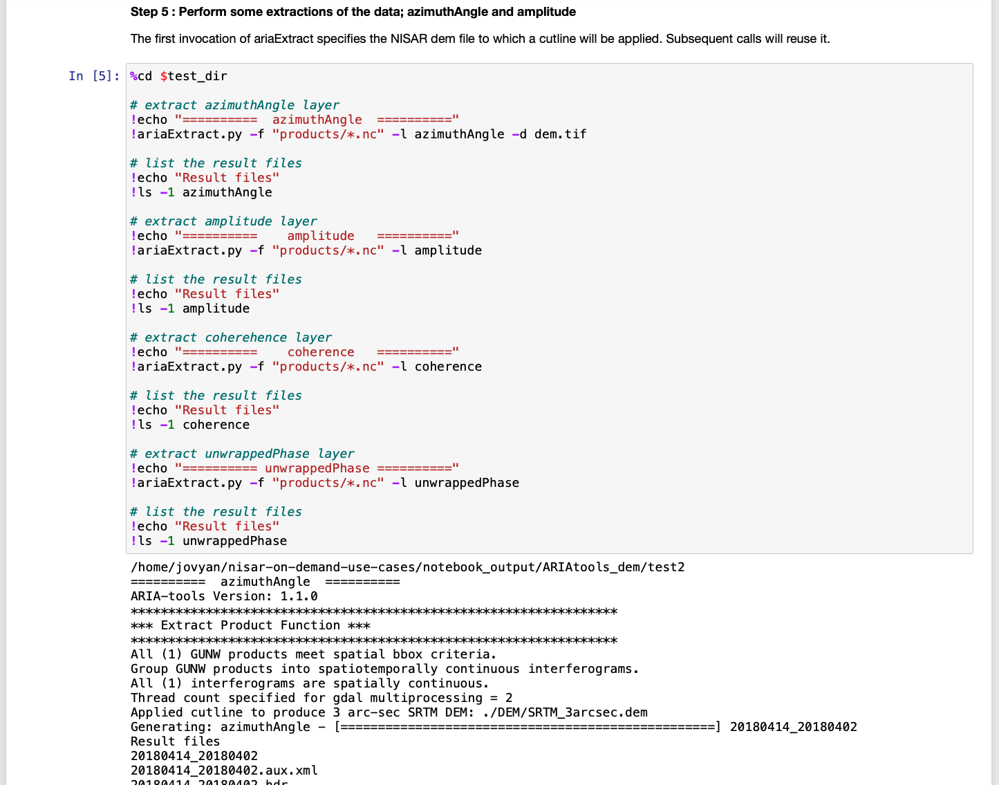 Step 5 : Perform some extractions of the data; azimuthAngle and amplitude
The first invocation of ariaExtract specifies the NISAR dem file to which a cutline will be applied. Subsequent calls will reuse it.
In [5]: %cd $test_dir
# extract azimuthAngle layer
!echo "==========  azimuthAngle  =========="
!ariaExtract.py -f "products/*.nc" -l azimuthAngle -d dem.tif
# list the result files
!echo "Result files"
!ls -1 azimuthAngle
# extract amplitude layer
!echo "==========    amplitude   =========="
!ariaExtract.py -f "products/*.nc" -l amplitude
# list the result files
!echo "Result files"
!ls -1 amplitude
# extract coherehence layer
!echo "==========    coherence   =========="
!ariaExtract.py -f "products/*.nc" -l coherence
# list the result files
!echo "Result files"
!ls -1 coherence
# extract unwrappedPhase layer
!echo "========== unwrappedPhase =========="
!ariaExtract.py -f "products/*.nc" -l unwrappedPhase
# list the result files
!echo "Result files"
!ls -1 unwrappedPhase
/home/jovyan/nisar-on-demand-use-cases/notebook_output/ARIAtools_dem/test2
==========  azimuthAngle  ==========
ARIA-tools Version: 1.1.0
*****************************************************************
*** Extract Product Function ***
*****************************************************************
All (1) GUNW products meet spatial bbox criteria.
Group GUNW products into spatiotemporally continuous interferograms.
All (1) interferograms are spatially continuous.
Thread count specified for gdal multiprocessing = 2
Applied cutline to produce 3 arc-sec SRTM DEM: ./DEM/SRTM_3arcsec.dem
Generating: azimuthAngle - [==================================================] 20180414_20180402
Result files
20180414_20180402
20180414_20180402.aux.xml
20180414_20180402.hdr